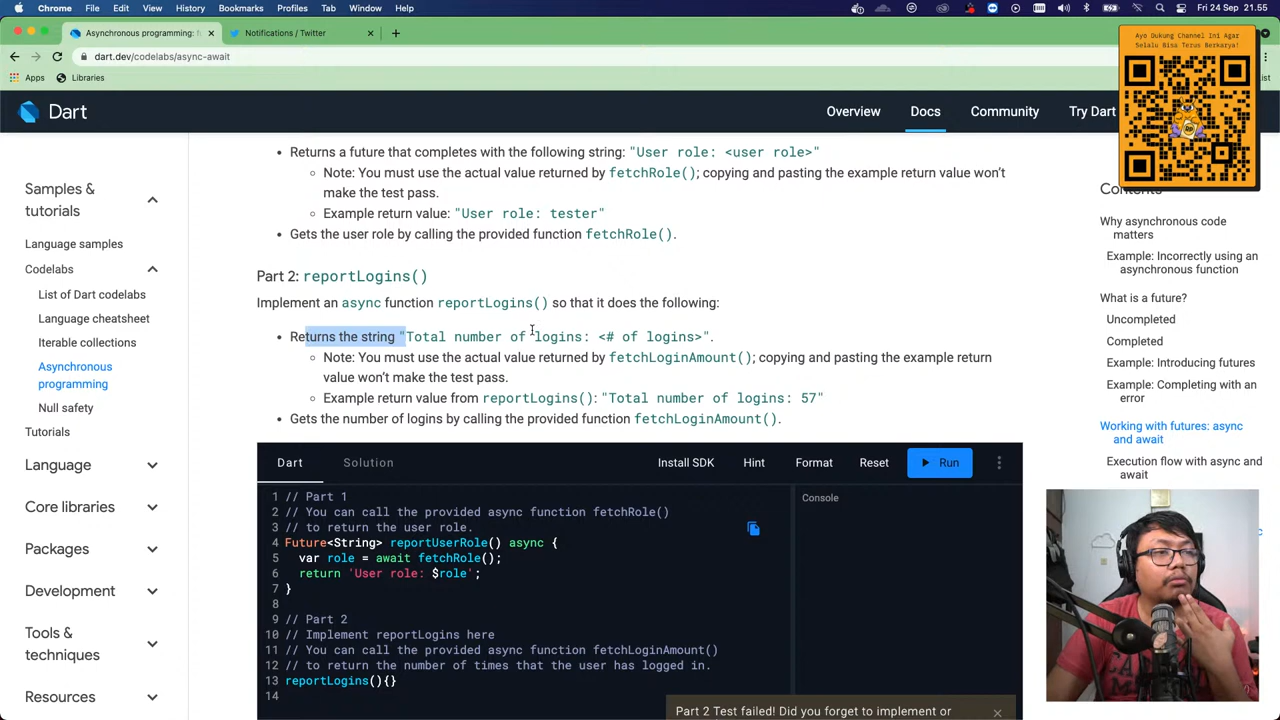 Chrome File Edit View History Bookmarks Profiles Tab Window Help
Fri 24 Sep 21.55
Asynchronous programming: f
Notifications / Twitter
dart.dev/codelabs/async-await
Apps
Libraries
Ayo Dukung Channel Ini Agar
Selalu Bisa Terus Berkarya!
Dart
Overview
Docs
Community
Try Dart
Samples &
tutorials
Language samples
Codelabs
List of Dart codelabs
Language cheatsheet
Iterable collections
Asynchronous
programming
Null safety
Tutorials
Language
Core libraries
Packages
Development
Tools &
techniques
Resources
• Returns a future that completes with the following string: "User role: <user role>"
Note: You must use the actual value returned by fetchRole(); copying and pasting the example return value won't
make the test pass.
Example return value: "User role: tester"
• Gets the user role by calling the provided function fetchRole().
Part 2: reportLogins()
Implement an async function reportLogins() so that it does the following:
• Returns the string "Total number of logins: <# of logins>".
Note: You must use the actual value returned by fetchLoginAmount(); copying and pasting the example return
value won't make the test pass.
Example return value from reportLogins(): "Total number of logins: 57"
• Gets the number of logins by calling the provided function fetchLoginAmount().
Dart
Solution
Install SDK
Hint
Format
Reset
Run
1 // Part 1
2 // You can call the provided async function fetchRole()
3 // to return the user role.
4 Future<String> reportUserRole() async {
5 var role = await fetchRole();
6 return 'User role: $role';
7 }
8
9 // Part 2
10 // Implement reportLogins here
11 // You can call the provided async function fetchLoginAmount()
12 // to return the number of times that the user has logged in.
13 reportLogins(){}
14
Console
Part 2 Test failed! Did you forget to implement or
Contents
Why asynchronous code
matters
Example: Incorrectly using an
asynchronous function
What is a future?
Uncompleted
Completed
Example: Introducing futures
Example: Completing with an
error
Working with futures: async
and await
Execution flow with async and
await